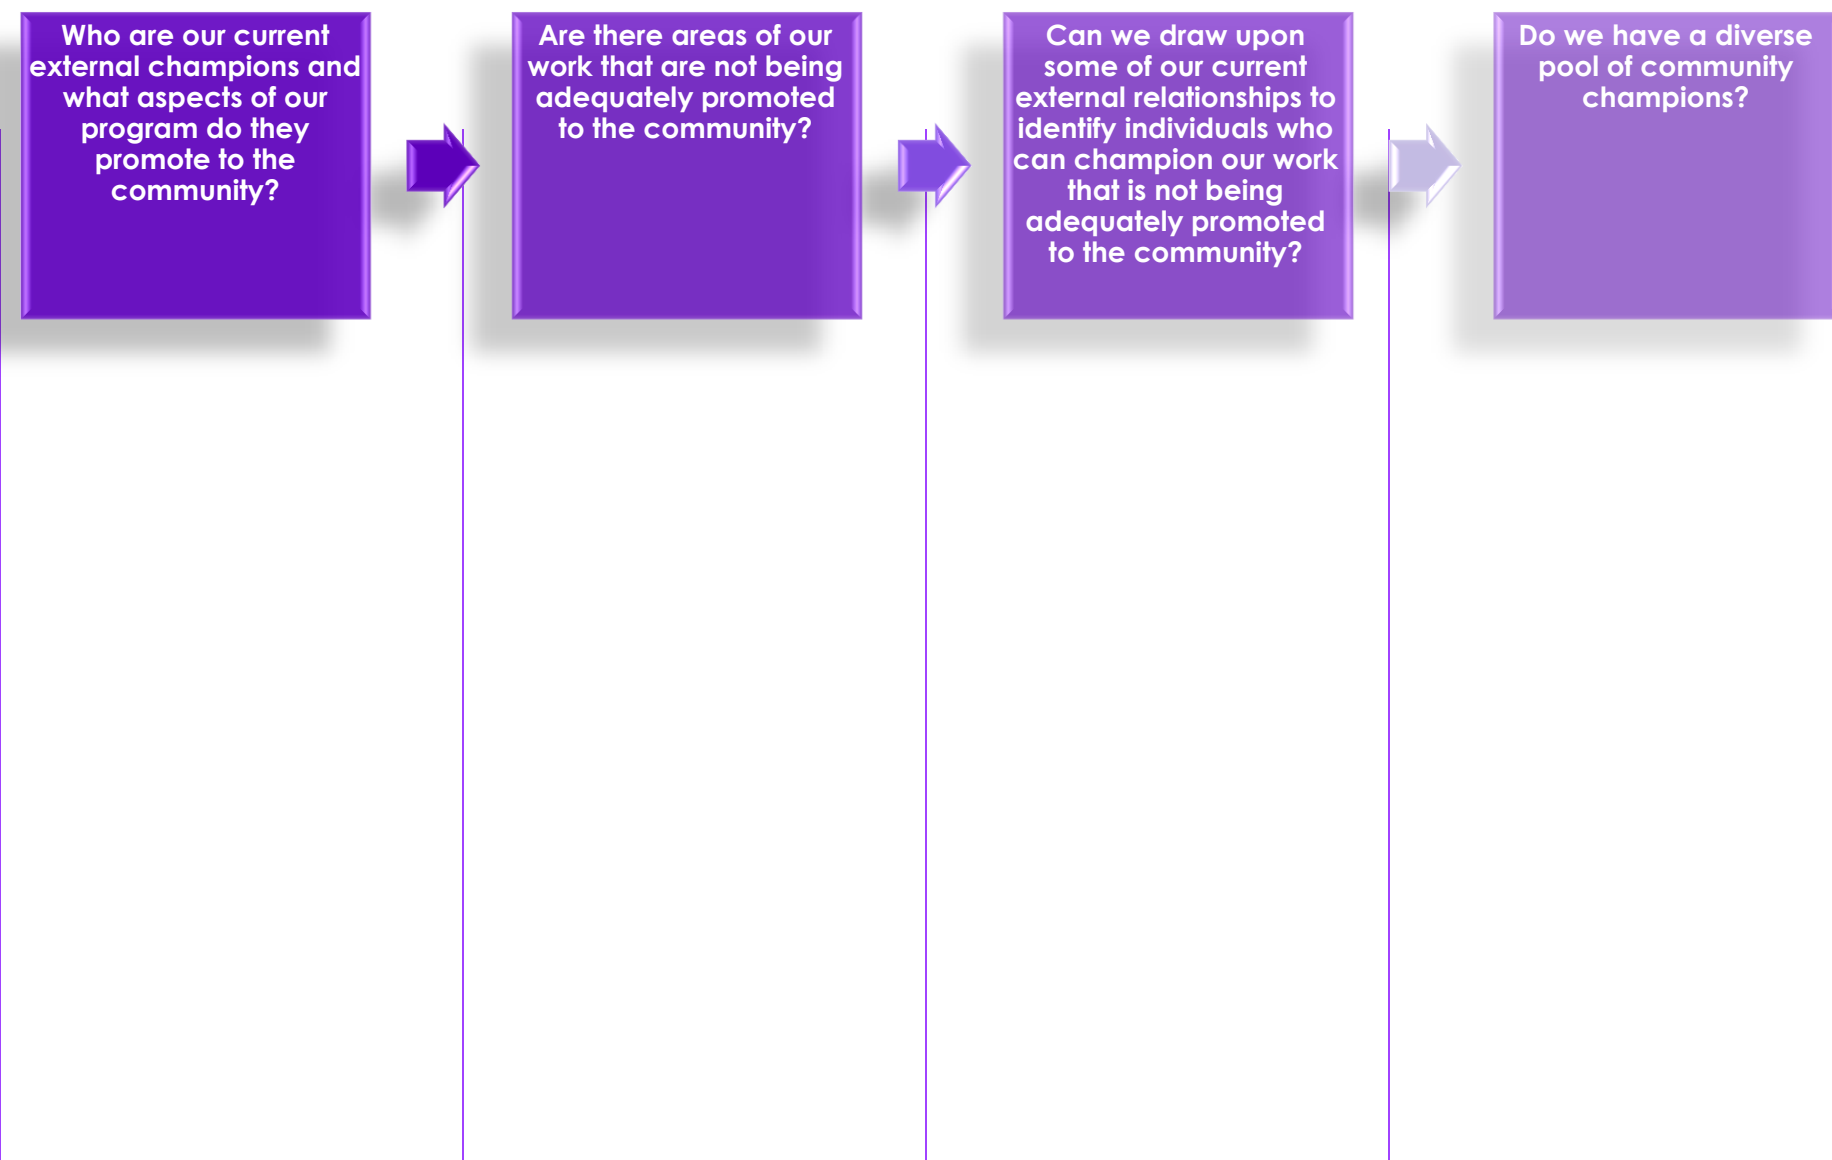 Who are our current
external champions and
what aspects of our
program do they
promote to the
community?
Are there areas of our
work that are not being
adequately promoted
to the community?
Can we draw upon
some of our current
external relationships to
identify individuals who
can champion our work
that is not being
adequately promoted
to the community?
Do we have a diverse
pool of community
champions?